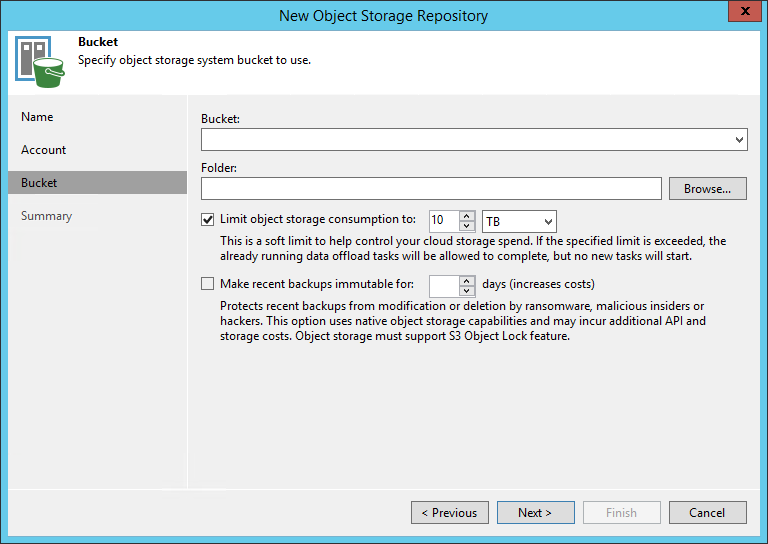 New Object Storage Repository
x
Bucket
Specify object storage system bucket to use.
Name
Account
Bucket
Summary
Bucket:
Folder:
Browse...
Limit object storage consumption to: 10 TB
This is a soft limit to help control your cloud storage spend. If the specified limit is exceeded, the
already running data offload tasks will be allowed to complete, but no new tasks will start.
Make recent backups immutable for: days (increases costs)
Protects recent backups from modification or deletion by ransomware, malicious insiders or
hackers. This option uses native object storage capabilities and may incur additional API and
storage costs. Object storage must support S3 Object Lock feature.
< Previous
Next >
Finish
Cancel